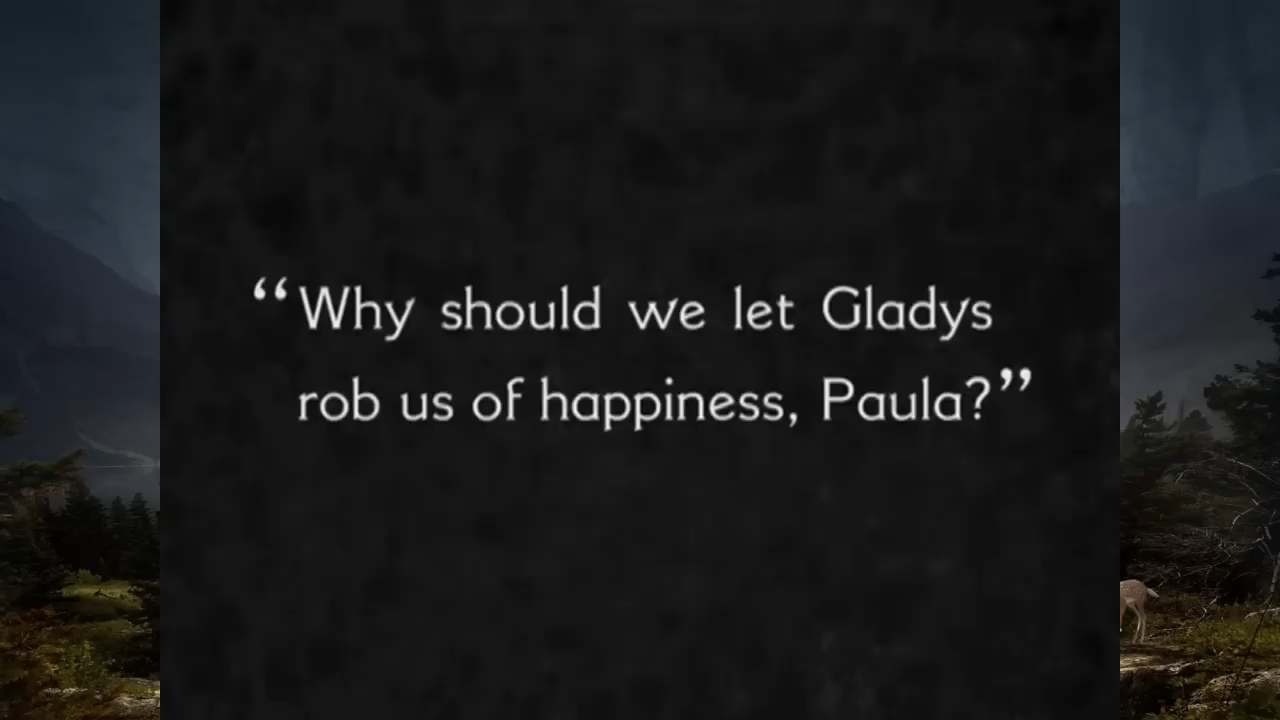 “Why should we let Gladys
rob us of happiness, Paula?”